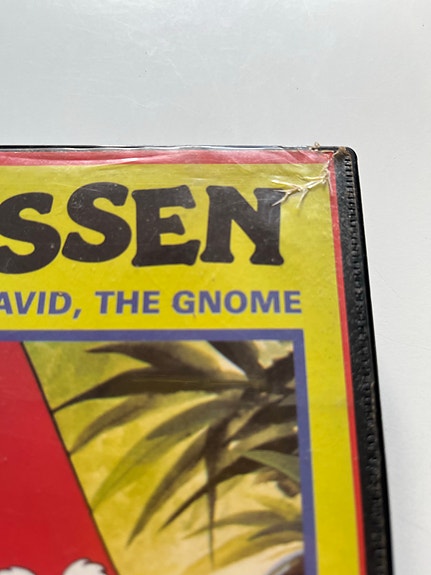 SSEN
AVID, THE GNOME